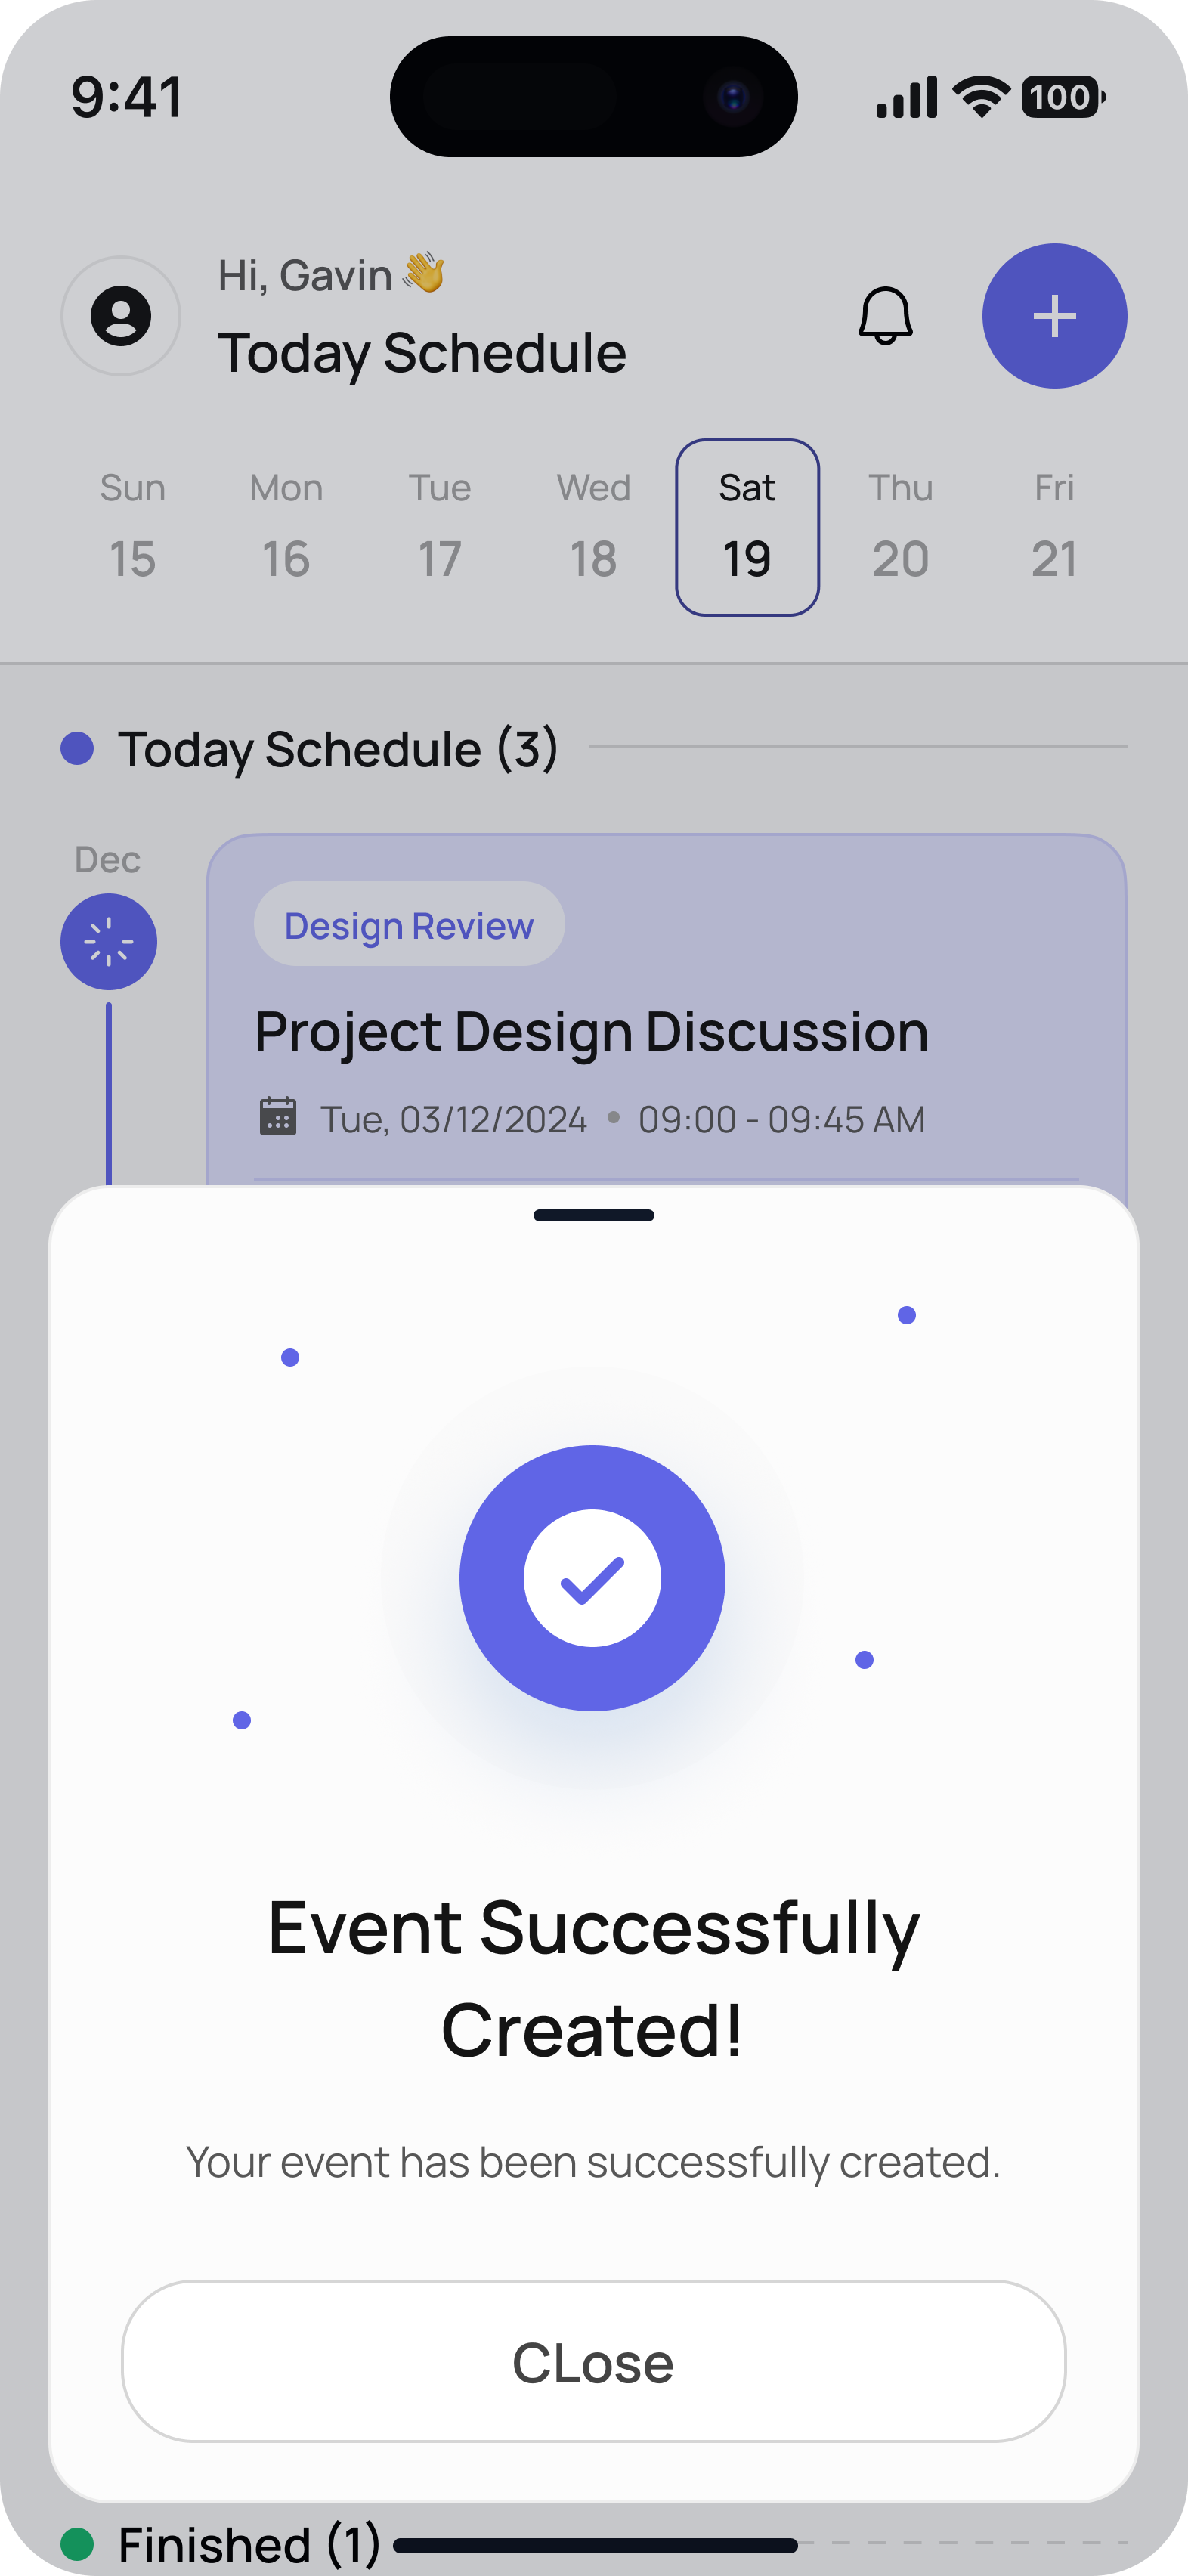 9:41
100
Hi, Gavin 👋
Today Schedule
Sun Mon Tue Wed Sat Thu Fri
15 16 17 18 19 20 21
Today Schedule (3)
Dec
Design Review
Project Design Discussion
Tue, 03/12/2024 • 09:00 - 09:45 AM
Event Successfully
Created!
Your event has been successfully created.
CLose
Finished (1)